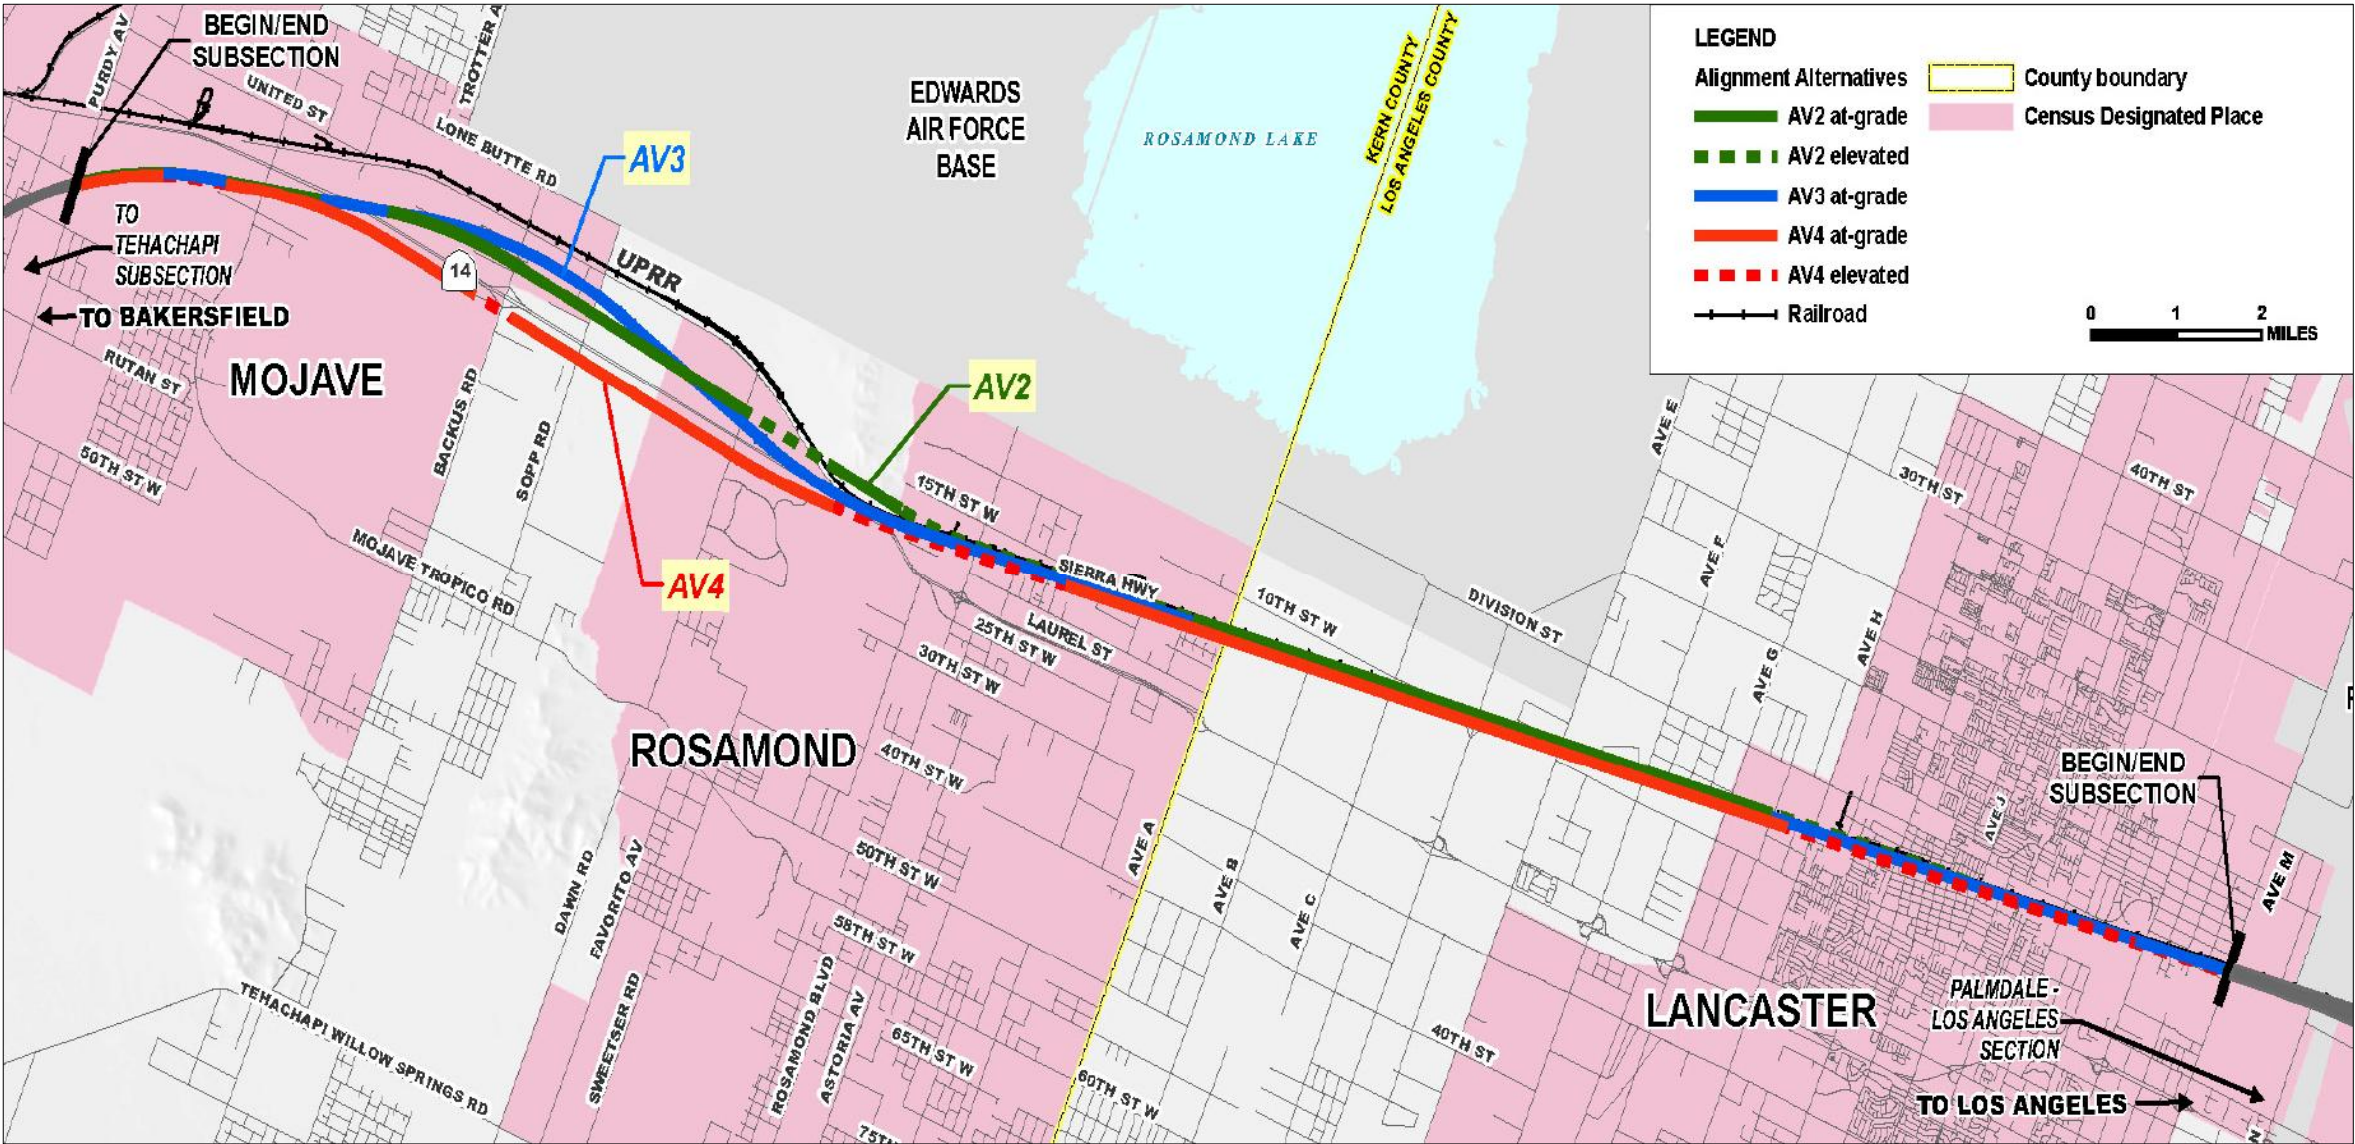 BEGIN/END
SUBSECTION
PURDY AV
UNITED ST
TROTTER A
LONE BUTTE RD
AV3
EDWARDS
AIR FORCE
BASE
ROSAMOND LAKE
KERN COUNTY
LOS ANGELES COUNTY
LEGEND
Alignment Alternatives
AV2 at-grade
AV2 elevated
AV3 at-grade
AV4 at-grade
AV4 elevated
Railroad
County boundary
Census Designated Place
0 1 2
MILES
TO
TEHACHAPI
SUBSECTION
TO BAKERSFIELD
14
UPRR
MOJAVE
RUTAN ST
50TH ST W
BACKUS RD
SOPP RD
MOJAVE TROPICO RD
AV2
AV4
15TH ST W
SIERRA HWY
LAUREL ST
25TH ST W
30TH ST W
10TH ST W
DIVISION ST
AVE E
AVE F
AVE G
AVE H
30TH ST
40TH ST
ROSAMOND
40TH ST W
50TH ST W
58TH ST W
65TH ST W
75TH
60TH ST W
DAWN RD
FAVORITO AV
SWEETSER RD
ROSAMOND BLVD
ASTORIA AV
TEHACHAPI WILLOW SPRINGS RD
AVE A
AVE B
AVE C
AVE J
AVE M
BEGIN/END
SUBSECTION
LANCASTER
40TH ST
PALMDALE -
LOS ANGELES
SECTION
TO LOS ANGELES